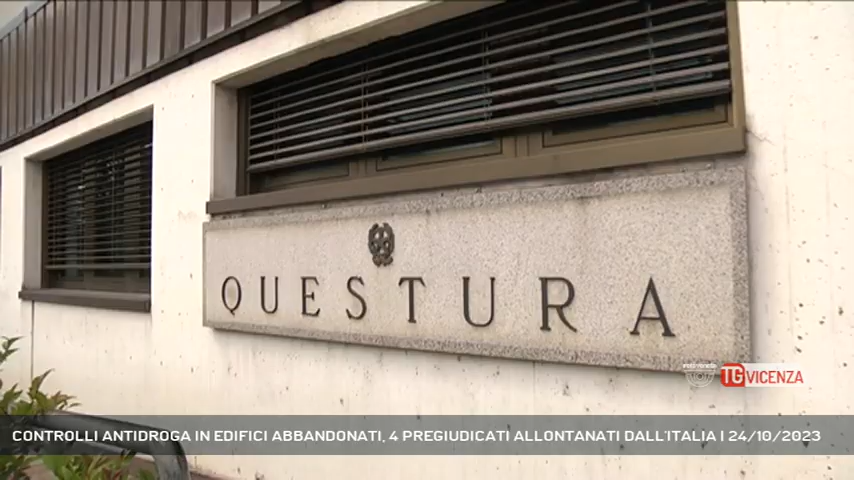 QUESTURA
TG VICENZA
CONTROLLI ANTIDROGA IN EDIFICI ABBANDONATI, 4 PREGIUDICATI ALLONTANATI DALL'ITALIA | 24/10/2023